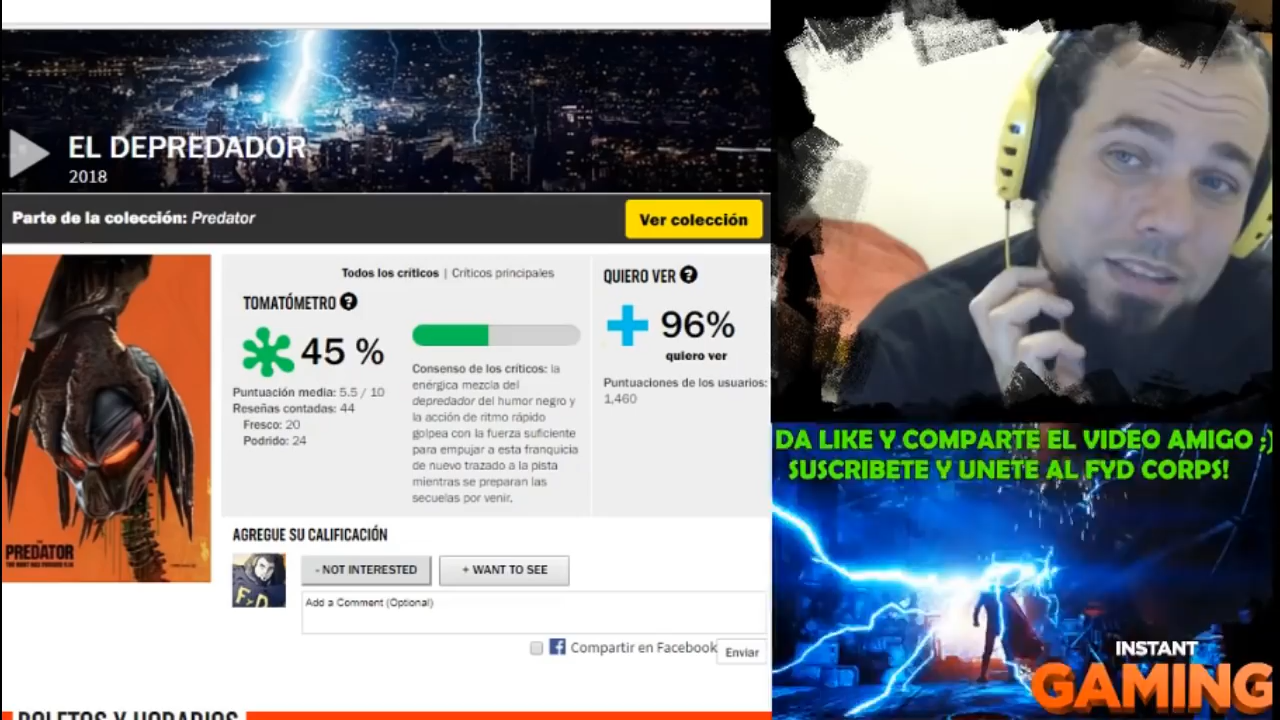 EL DEPREDADOR
2018
Parte de la colección: Predator
Ver colección
Todos los críticos | Críticos principales
TOMATÓMETRO ?
45 %
Puntuación media: 5.5 / 10
Reseñas contadas: 44
Fresco: 20
Podrido: 24
Consenso de los críticos: la
enérgica mezcla del
depredador del humor negro y
la acción de ritmo rápido
golpea con la fuerza suficiente
para empujar a esta franquicia
de nuevo trazado a la pista
mientras se preparan las
secuelas por venir.
QUIERO VER ?
96%
quiero ver
Puntuaciones de los usuarios:
1,460
PREDATOR
AGREGUE SU CALIFICACIÓN
FYD
- NOT INTERESTED
+ WANT TO SEE
Add a Comment (Optional)
Compartir en Facebook
Enviar
BOLETOS Y HORARIOS
DA LIKE Y COMPARTE EL VIDEO AMIGO ;)
SUSCRIBETE Y UNETE AL FYD CORPS!
INSTANT
GAMING